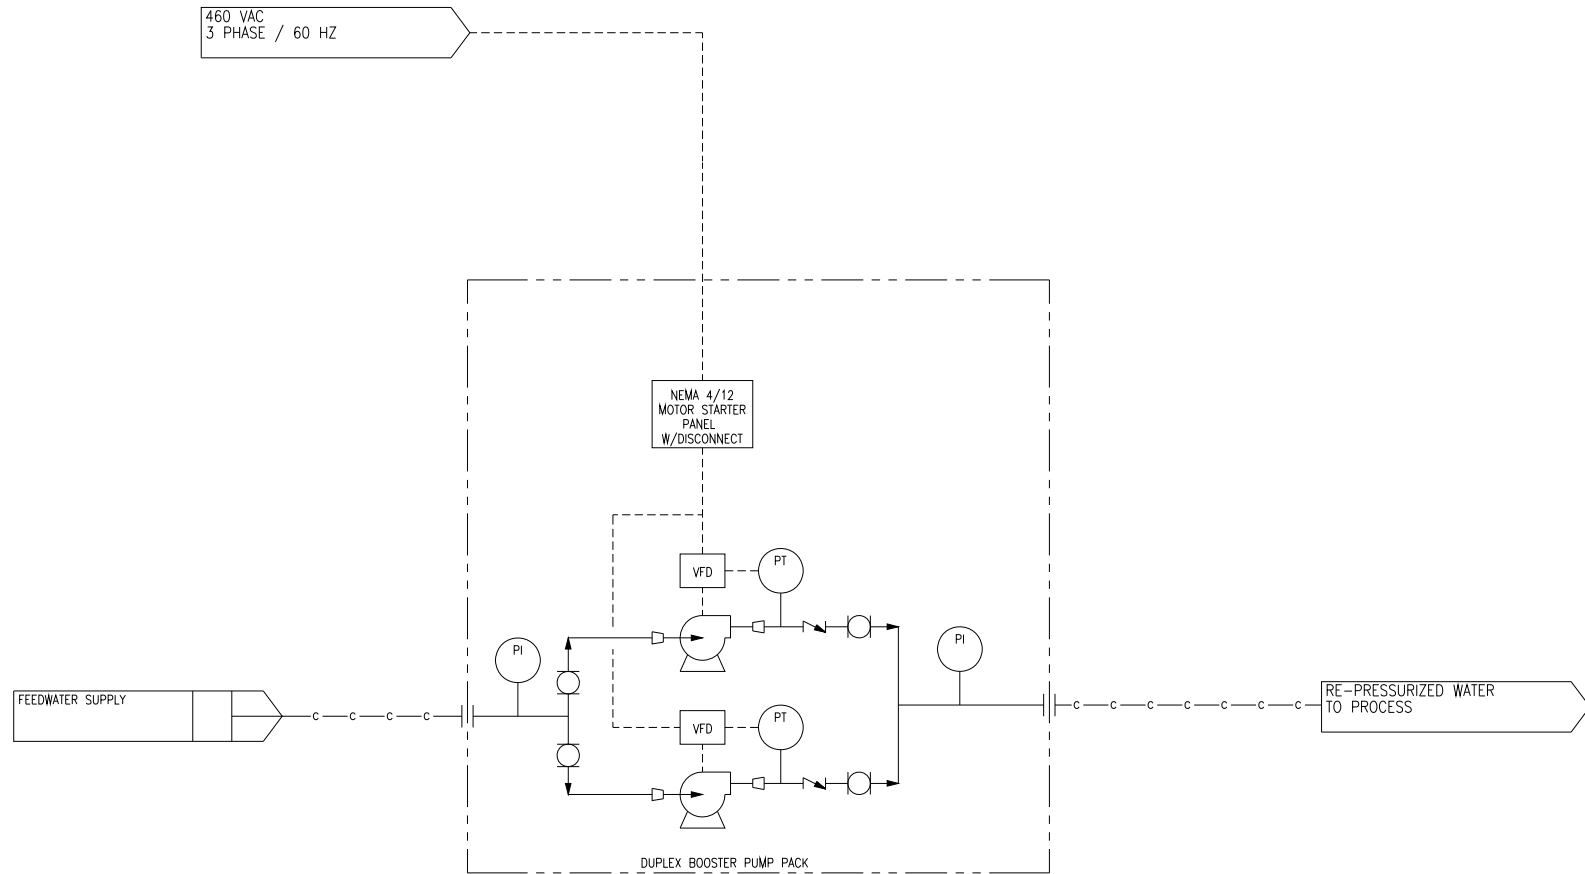 460 VAC
3 PHASE / 60 HZ
NEMA 4/12
MOTOR STARTER
PANEL
W/DISCONNECT
VFD
PT
PI
PI
FEEDWATER SUPPLY
C C C C
VFD
PT
C C C C C C C
RE-PRESSURIZED WATER
TO PROCESS
DUPLEX BOOSTER PUMP PACK